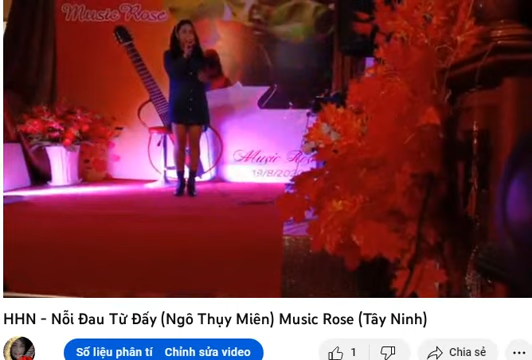 Music Rose
Music Ro
19/8/20
HHN - Nỗi Đau Từ Đấy (Ngô Thụy Miên) Music Rose (Tây Ninh)
Số liệu phân tí Chỉnh sửa video 1 Chia sẻ